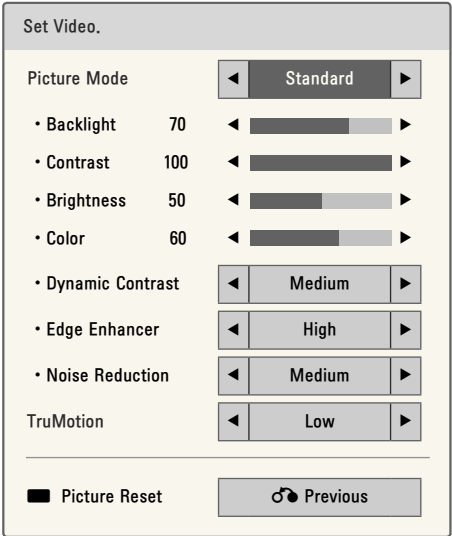 Set Video.
Picture Mode ◀ Standard ▶
• Backlight 70 ◀ ▶
• Contrast 100 ◀ ▶
• Brightness 50 ◀ ▶
• Color 60 ◀ ▶
• Dynamic Contrast ◀ Medium ▶
• Edge Enhancer ◀ High ▶
• Noise Reduction ◀ Medium ▶
TruMotion ◀ Low ▶
Picture Reset Previous